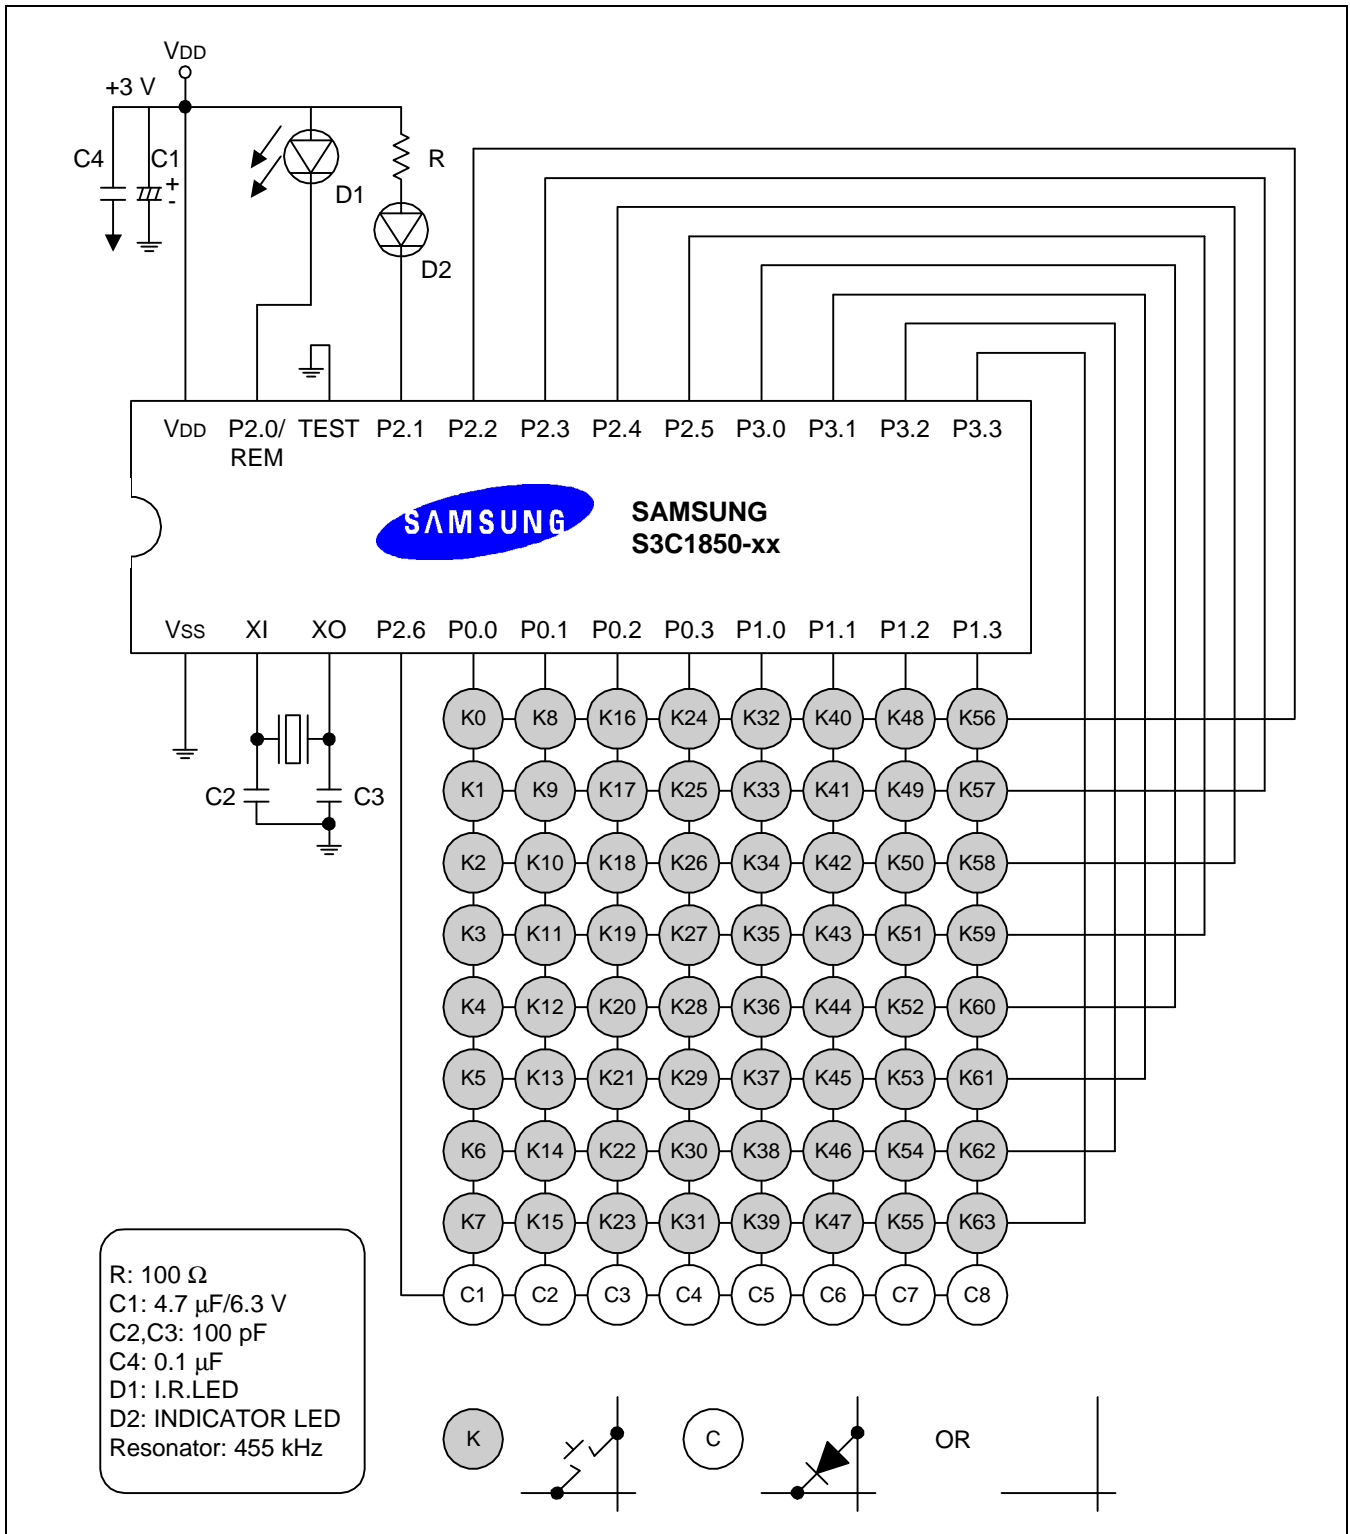 VDD
+3 V
C4 C1
+
-
D1
R
D2
VDD P2.0/ TEST P2.1 P2.2 P2.3 P2.4 P2.5 P3.0 P3.1 P3.2 P3.3
REM
SAMSUNG
SAMSUNG
S3C1850-xx
VSS XI XO P2.6 P0.0 P0.1 P0.2 P0.3 P1.0 P1.1 P1.2 P1.3
K0 K8 K16 K24 K32 K40 K48 K56
C2 C3
K1 K9 K17 K25 K33 K41 K49 K57
K2 K10 K18 K26 K34 K42 K50 K58
K3 K11 K19 K27 K35 K43 K51 K59
K4 K12 K20 K28 K36 K44 K52 K60
K5 K13 K21 K29 K37 K45 K53 K61
K6 K14 K22 K30 K38 K46 K54 K62
K7 K15 K23 K31 K39 K47 K55 K63
C1 C2 C3 C4 C5 C6 C7 C8
R: 100 Ω
C1: 4.7 μF/6.3 V
C2,C3: 100 pF
C4: 0.1 μF
D1: I.R.LED
D2: INDICATOR LED
Resonator: 455 kHz
K C OR